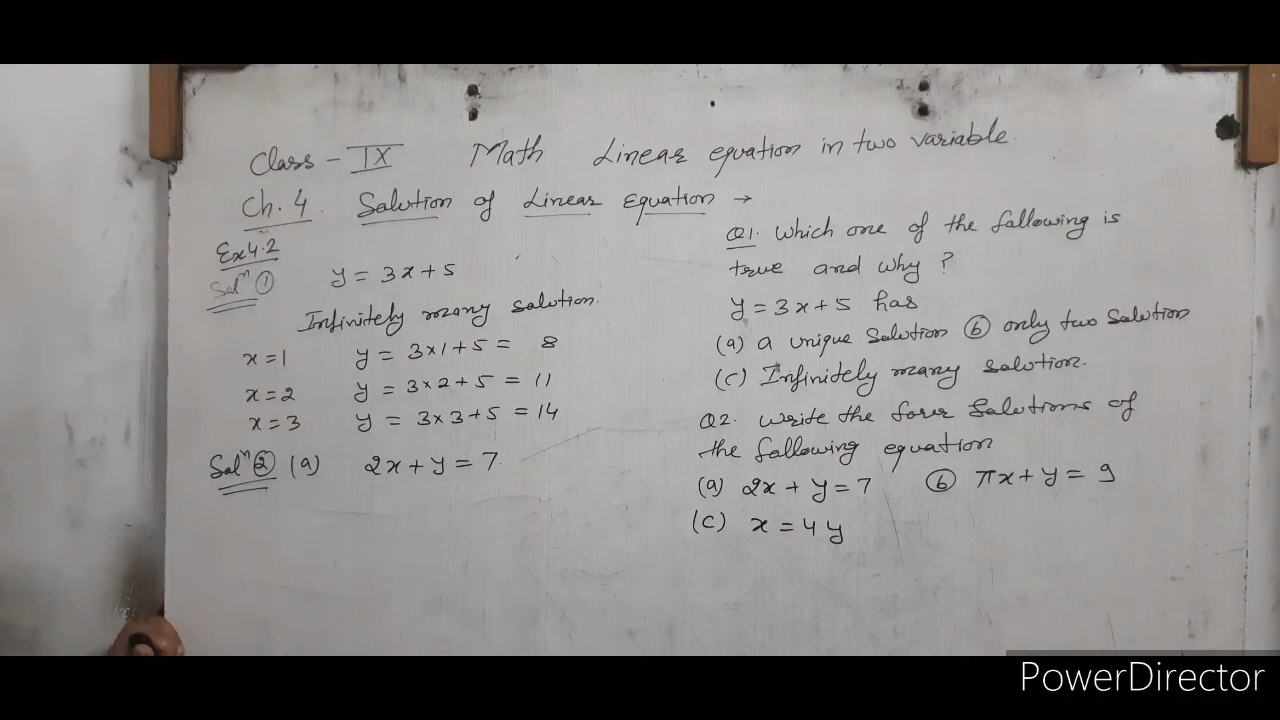 Class - IX Math Linear equation in two variable.
Ch. 4. Solution of Linear Equation →
Ex 4.2
Solⁿ ① y = 3x + 5
Infinitely many solution.
x = 1 y = 3 × 1 + 5 = 8
x = 2 y = 3 × 2 + 5 = 11
x = 3 y = 3 × 3 + 5 = 14
Solⁿ ② (a) 2x + y = 7.
Q1. Which one of the following is
true and why ?
y = 3x + 5 has
(a) a unique solution ⓑ only two solution
(c) Infinitely many solution.
Q2. Write the four solutions of
the following equation
(a) 2x + y = 7 ⓑ πx + y = 9
(c) x = 4y
PowerDirector